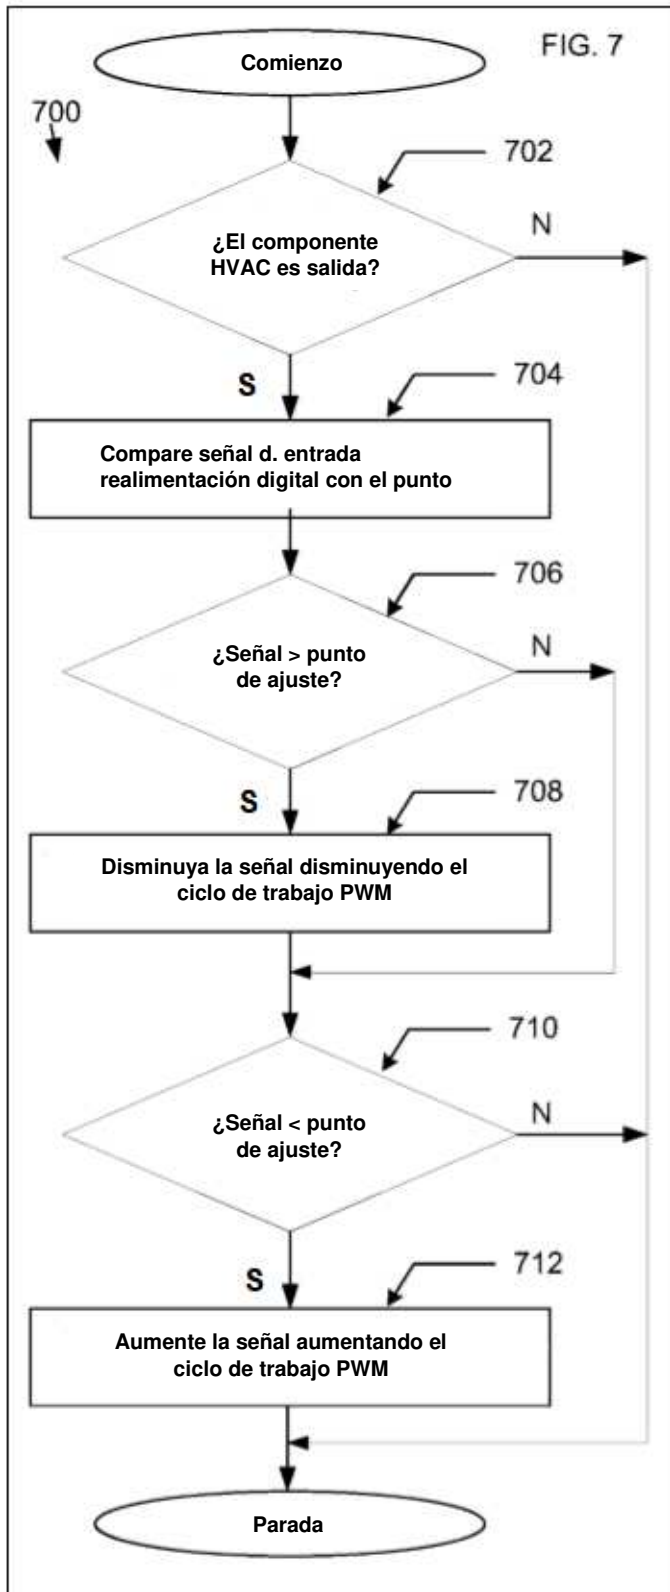 FIG. 7
Comienzo
700
702
¿El componente
HVAC es salida?
N
S
704
Compare señal d. entrada
realimentación digital con el punto
706
¿Señal > punto
de ajuste?
N
S
708
Disminuya la señal disminuyendo el
ciclo de trabajo PWM
710
¿Señal < punto
de ajuste?
N
S
712
Aumente la señal aumentando el
ciclo de trabajo PWM
Parada